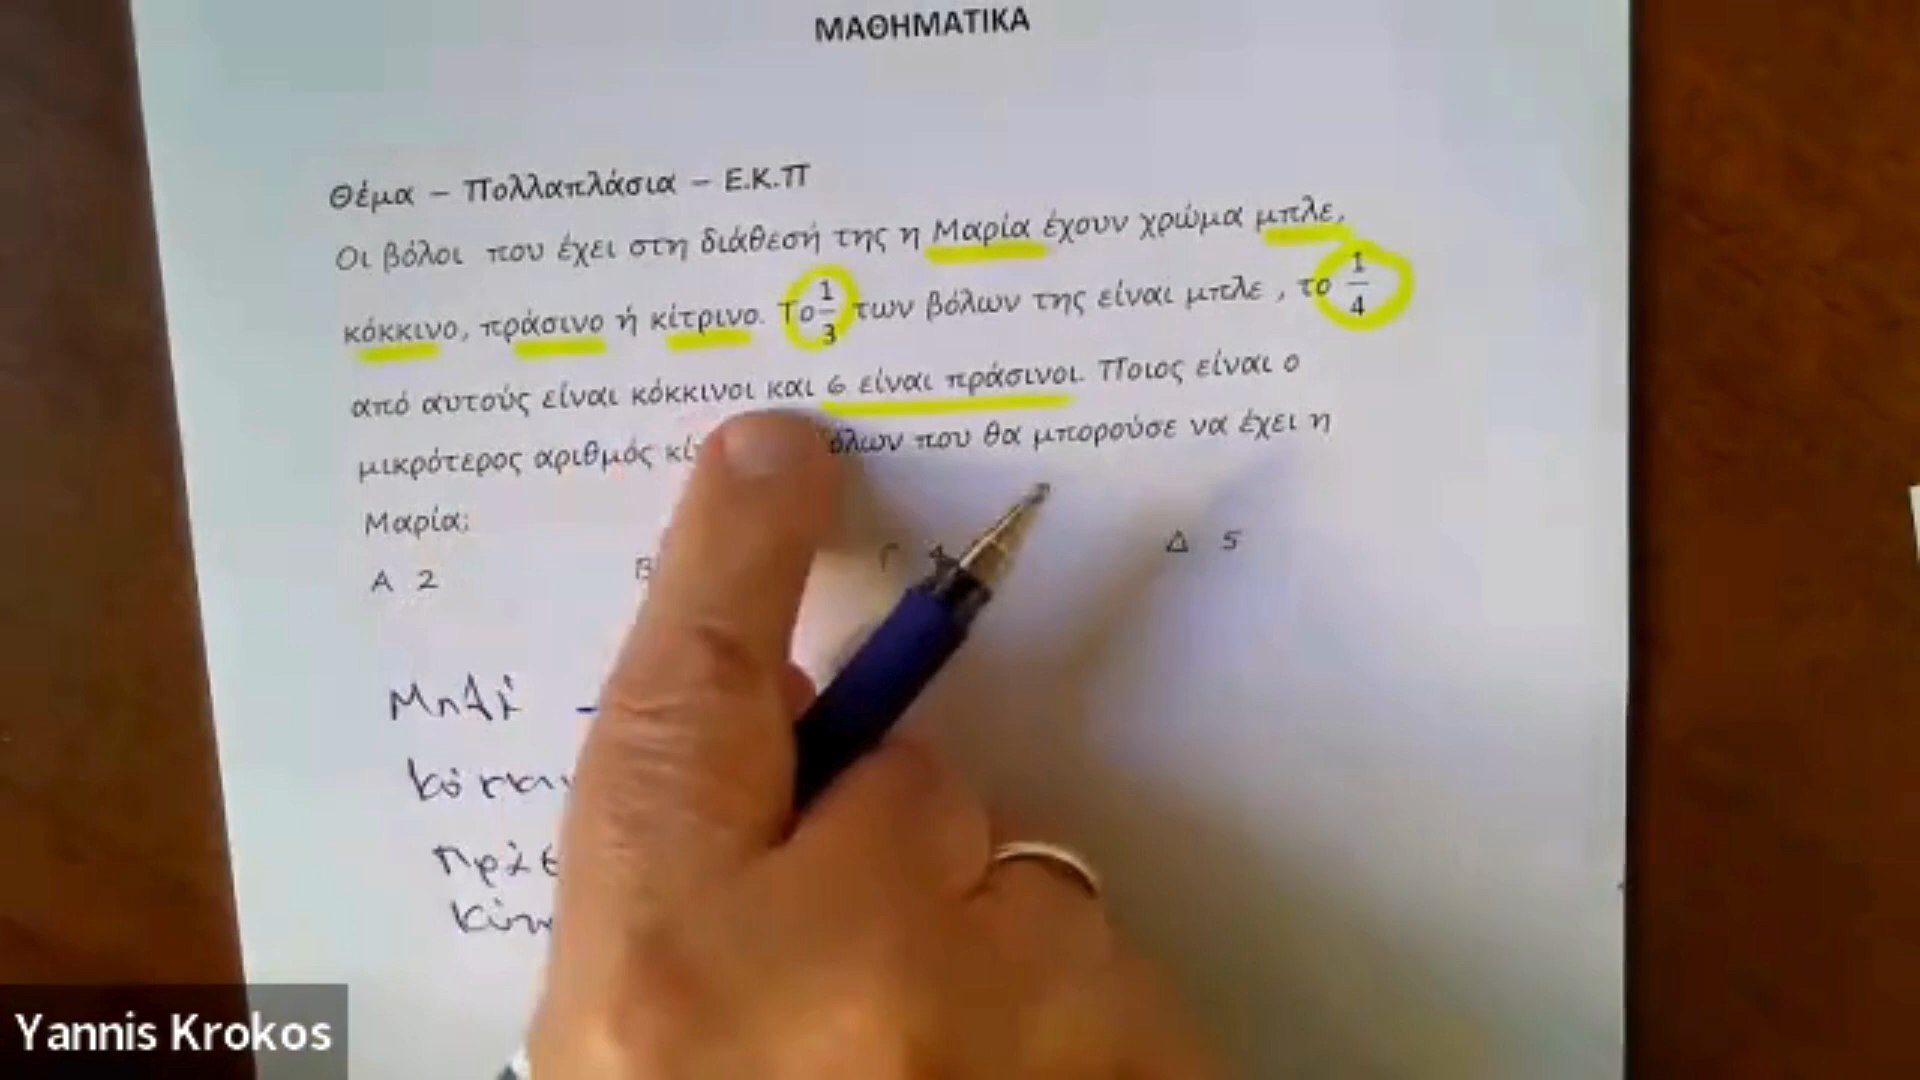 ΜΑΘΗΜΑΤΙΚΑ
Θέμα – Πολλαπλάσια – Ε.Κ.Π
Οι βόλοι που έχει στη διάθεσή της η Μαρία έχουν χρώμα μπλε,
κόκκινο, πράσινο ή κίτρινο. Το 1/3 των βόλων της είναι μπλε , το 1/4
από αυτούς είναι κόκκινοι και 6 είναι πράσινοι. Ποιος είναι ο
μικρότερος αριθμός που θα μπορούσε να έχει η
Μαρία;
Α 2 Β Γ 4 Δ 5
Μπλέ -
Yannis Krokos